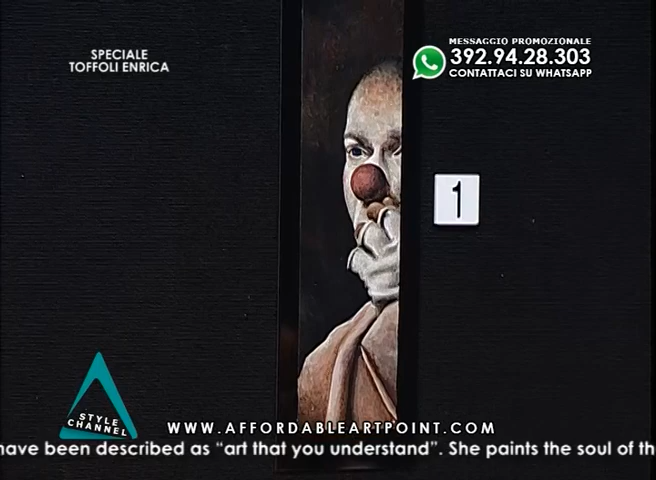 SPECIALE
TOFFOLI ENRICA
MESSAGGIO PROMOZIONALE
392.94.28.303
CONTATTACI SU WHATSAPP
1
STYLE
CHANNEL
WWW.AFFORDABLEARTPOINT.COM
have been described as “art that you understand”. She paints the soul of th